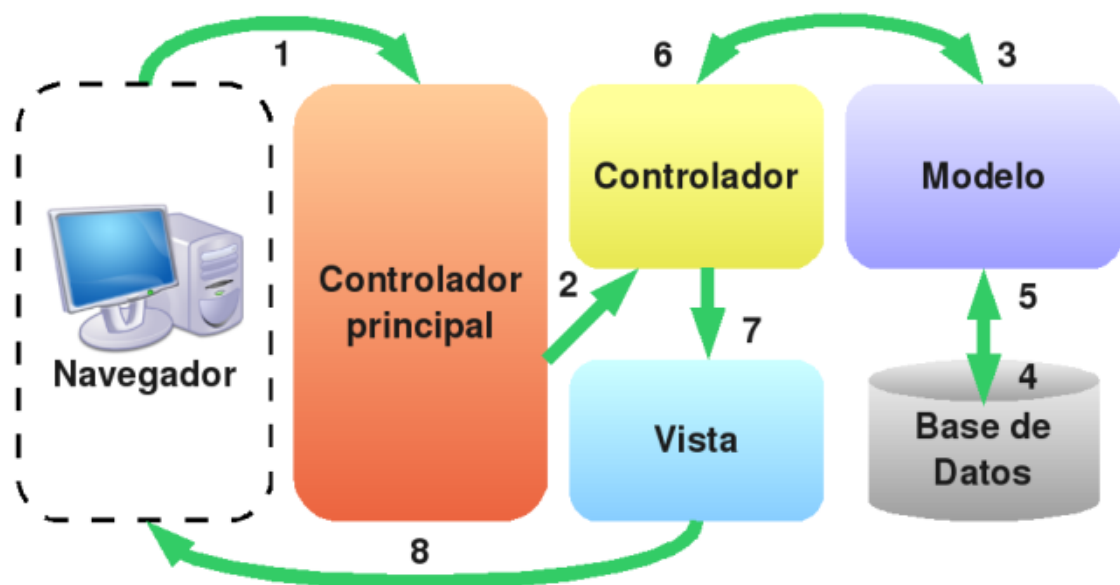 1
6
3
Controlador
Modelo
Controlador
principal
2
5
Navegador
7
4
Vista
Base de
Datos
8